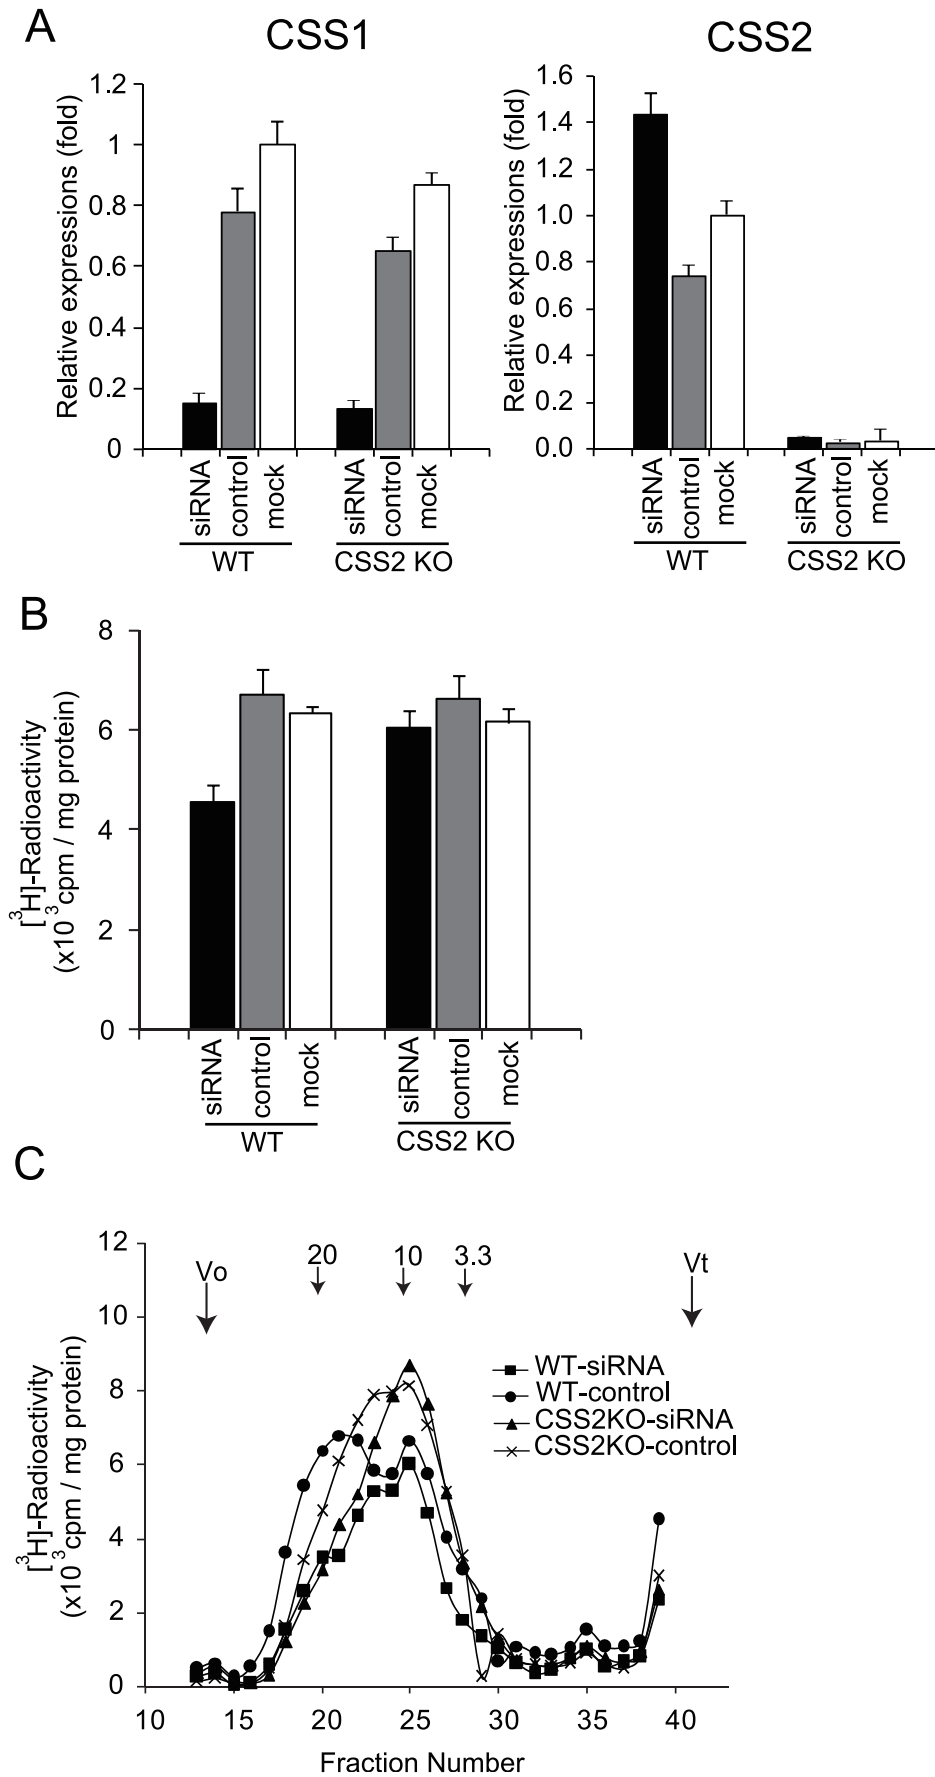 A
CSS1
CSS2
Relative expressions (fold)
1.2
1
0.8
0.6
0.4
0.2
0
siRNA
control
mock
siRNA
control
mock
WT
CSS2 KO
Relative expressions (fold)
1.6
1.4
1.2
1.0
0.8
0.6
0.4
0.2
0.0
siRNA
control
mock
siRNA
control
mock
WT
CSS2 KO
B
[³H]-Radioactivity
(x10³cpm / mg protein)
8
6
4
2
0
siRNA
control
mock
siRNA
control
mock
WT
CSS2 KO
C
[³H]-Radioactivity
(x10³cpm / mg protein)
12
10
8
6
4
2
0
Vo
20
10
3.3
Vt
WT-siRNA
WT-control
CSS2KO-siRNA
CSS2KO-control
10
15
20
25
30
35
40
Fraction Number